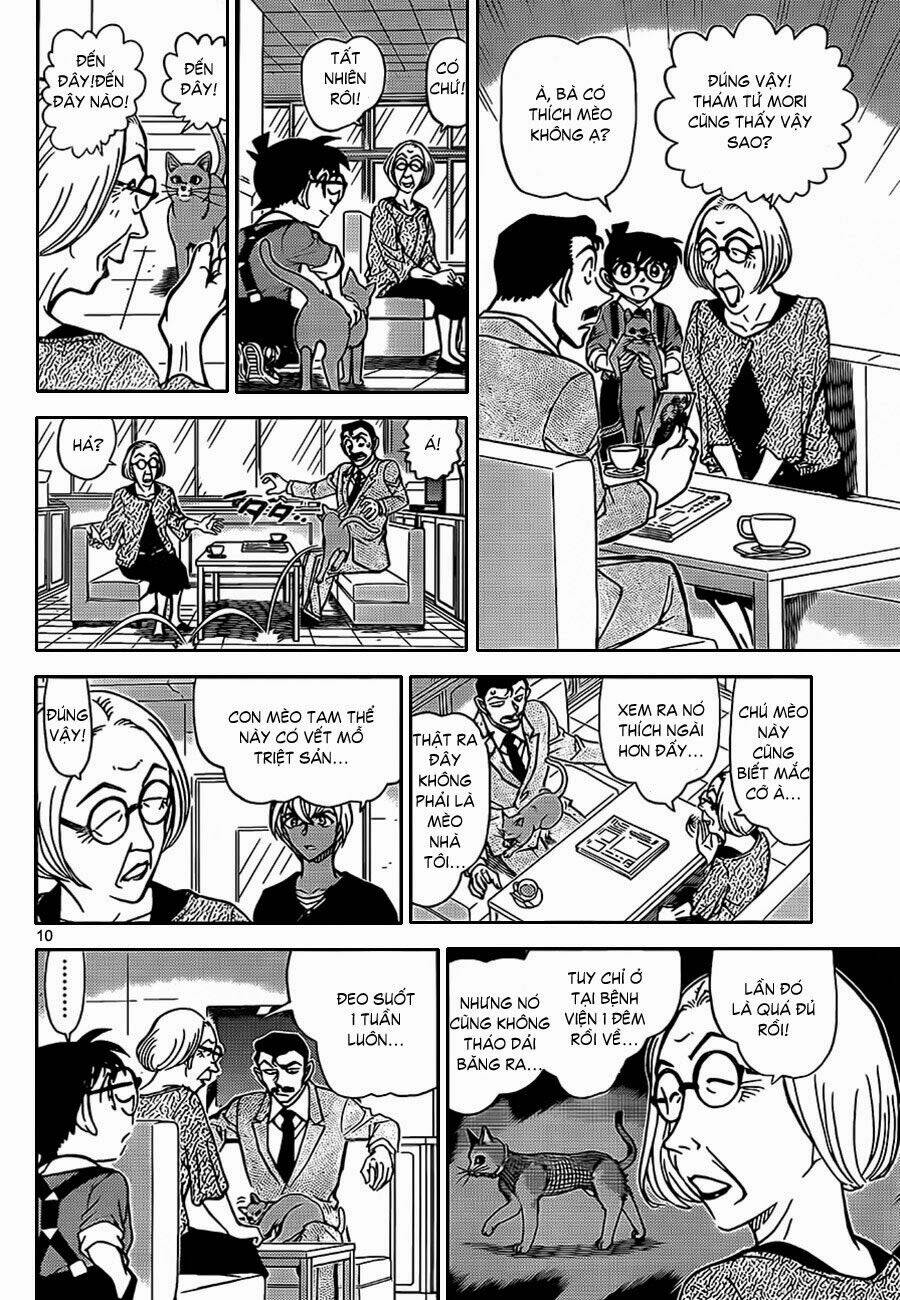 ĐÚNG VẬY!
THÁM TỬ MORI
CŨNG THẤY VẬY
SAO?
À, BÀ CÓ
THÍCH MÈO
KHÔNG Ạ?
CÓ
CHỨ!
TẤT
NHIÊN
RỒI!
ĐẾN
ĐÂY!
ĐẾN
ĐÂY!ĐẾN
ĐÂY NÀO!
Á!
ダダ...
HẢ?
CHÚ MÈO
NÀY
CŨNG
BIẾT MẮC
CỠ À...
XEM RA NÓ
THÍCH NGÀI
HƠN ĐẤY...
THẬT RA
ĐÂY
KHÔNG
PHẢI LÀ
MÈO
NHÀ
TÔI...
CON MÈO TAM THỂ
NÀY CÓ VẾT MỔ
TRIỆT SẢN...
ĐÚNG
VẬY!
10
LẦN ĐÓ
LÀ QUÁ ĐỦ
RỒI!
TUY CHỈ Ở
TẠI BỆNH
VIỆN 1 ĐÊM
RỒI VỀ...
NHƯNG NÓ
CŨNG KHÔNG
THÁO DẢI
BĂNG RA...
ĐEO SUỐT
1 TUẦN
LUÔN...
........